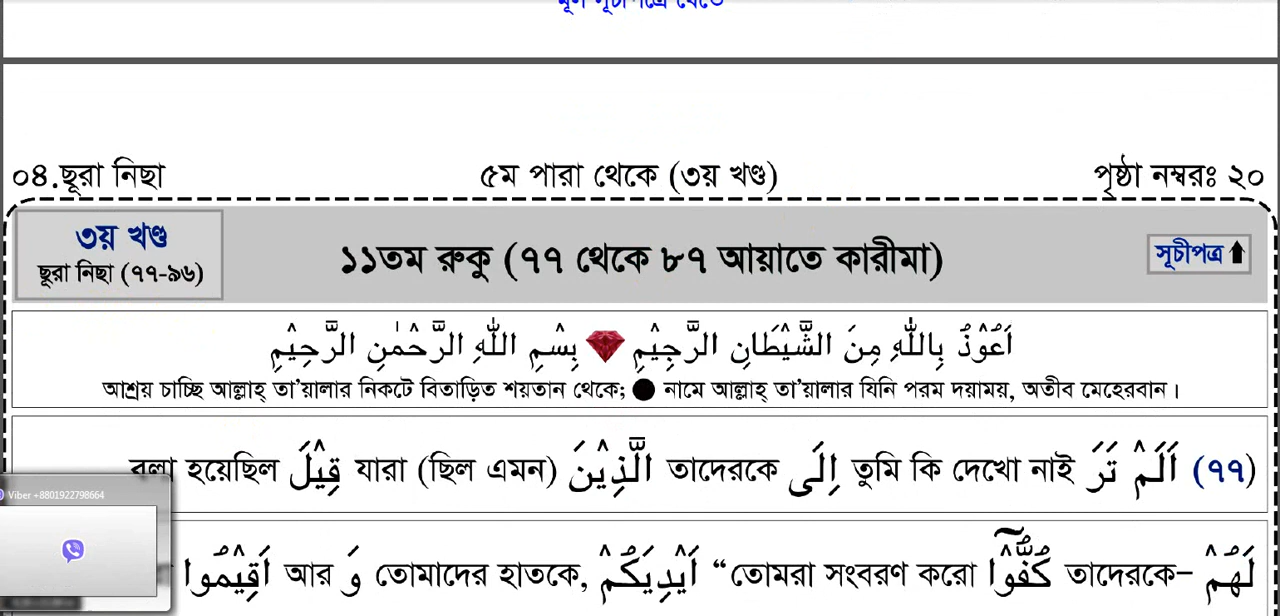 মূল সূচীপত্রে যেতে
০৪.ছূরা নিছা ৫ম পারা থেকে (৩য় খণ্ড) পৃষ্ঠা নম্বরঃ ২০
৩য় খণ্ড
ছূরা নিছা (৭৭-৯৬)
১১তম রুকু (৭৭ থেকে ৮৭ আয়াতে কারীমা)
সূচীপত্র
اَعُوْذُ بِاللّٰهِ مِنَ الشَّيْطَانِ الرَّجِيْمِ بِسْمِ اللّٰهِ الرَّحْمٰنِ الرَّحِيْمِ
আশ্রয় চাচ্ছি আল্লাহ্ তা’য়ালার নিকটে বিতাড়িত শয়তান থেকে; নামে আল্লাহ্ তা’য়ালার যিনি পরম দয়াময়, অতীব মেহেরবান।
(৭৭) اَلَمْ تَرَ তুমি কি দেখো নাই اِلَى তাদেরকে الَّذِيْنَ যারা (ছিল এমন) قِيْلَ বলা হয়েছিল
لَهُمْ তাদেরকে– كُفُّوْۤا “তোমরা সংবরণ করো اَيْدِيَكُمْ তোমাদের হাতকে, وَ আর اَقِيْمُوا
Viber +8801922798664